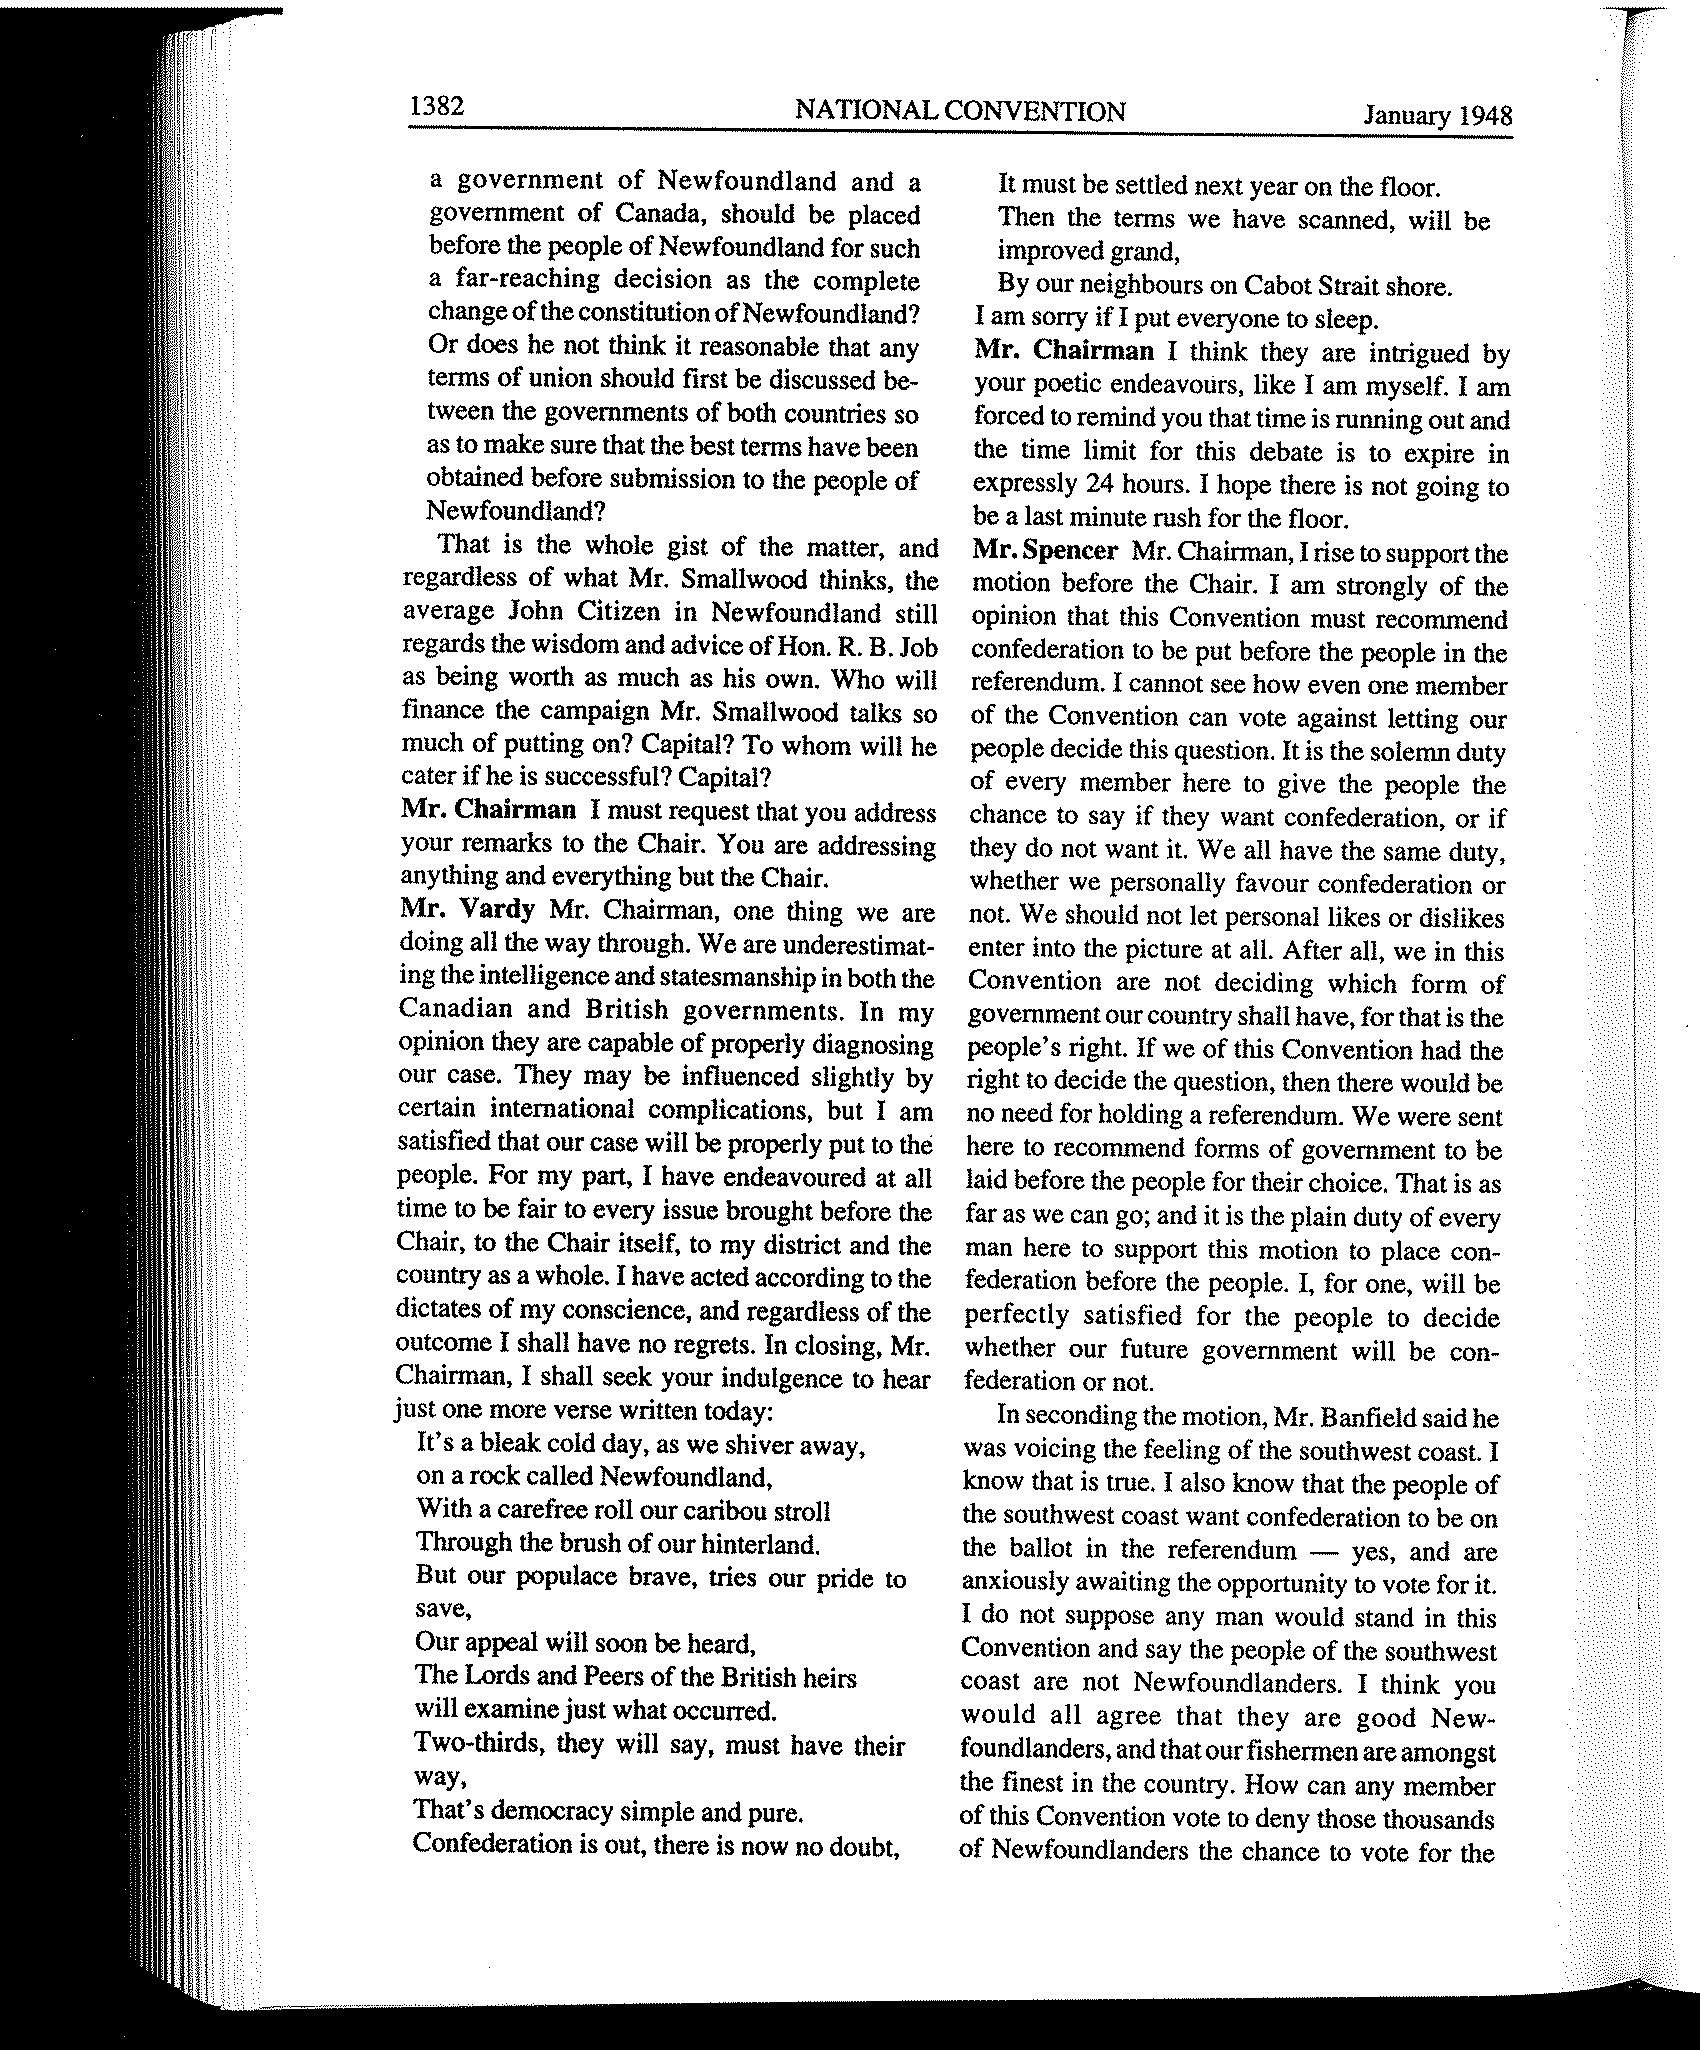 1382
NATIONAL CONVENTION
January 1948
a government of Newfoundland and a
government of Canada, should be placed
before the people of Newfoundland for such
a far-reaching decision as the complete
change of the constitution of Newfoundland?
Or does he not think it reasonable that any
terms of union should first be discussed be-
tween the governments of both countries so
as to make sure that the best terms have been
obtained before submission to the people of
Newfoundland?
That is the whole gist of the matter, and
regardless of what Mr. Smallwood thinks, the
average John Citizen in Newfoundland still
regards the wisdom and advice of Hon. R. B. Job
as being worth as much as his own. Who will
finance the campaign Mr. Smallwood talks so
much of putting on? Capital? To whom will he
cater if he is successful? Capital?
Mr. Chairman I must request that you address
your remarks to the Chair. You are addressing
anything and everything but the Chair.
Mr. Vardy Mr. Chairman, one thing we are
doing all the way through. We are underestimat-
ing the intelligence and statesmanship in both the
Canadian and British governments. In my
opinion they are capable of properly diagnosing
our case. They may be influenced slightly by
certain international complications, but I am
satisfied that our case will be properly put to the
people. For my part, I have endeavoured at all
time to be fair to every issue brought before the
Chair, to the Chair itself, to my district and the
country as a whole. I have acted according to the
dictates of my conscience, and regardless of the
outcome I shall have no regrets. In closing, Mr.
Chairman, I shall seek your indulgence to hear
just one more verse written today:
It's a bleak cold day, as we shiver away,
on a rock called Newfoundland,
With a carefree roll our caribou stroll
Through the brush of our hinterland.
But our populace brave, tries our pride to
save,
Our appeal will soon be heard,
The Lords and Peers of the British heirs
will examine just what occurred.
Two-thirds, they will say, must have their
way,
That's democracy simple and pure.
Confederation is out, there is now no doubt,
It must be settled next year on the floor.
Then the terms we have scanned, will be
improved grand,
By our neighbours on Cabot Strait shore.
I am sorry if I put everyone to sleep.
Mr. Chairman I think they are intrigued by
your poetic endeavours, like I am myself. I am
forced to remind you that time is running out and
the time limit for this debate is to expire in
expressly 24 hours. I hope there is not going to
be a last minute rush for the floor.
Mr. Spencer Mr. Chairman, I rise to support the
motion before the Chair. I am strongly of the
opinion that this Convention must recommend
confederation to be put before the people in the
referendum. I cannot see how even one member
of the Convention can vote against letting our
people decide this question. It is the solemn duty
of every member here to give the people the
chance to say if they want confederation, or if
they do not want it. We all have the same duty,
whether we personally favour confederation or
not. We should not let personal likes or dislikes
enter into the picture at all. After all, we in this
Convention are not deciding which form of
government our country shall have, for that is the
people's right. If we of this Convention had the
right to decide the question, then there would be
no need for holding a referendum. We were sent
here to recommend forms of government to be
laid before the people for their choice. That is as
far as we can go; and it is the plain duty of every
man here to support this motion to place con-
federation before the people. I, for one, will be
perfectly satisfied for the people to decide
whether our future government will be con-
federation or not.
In seconding the motion, Mr. Banfield said he
was voicing the feeling of the southwest coast. I
know that is true. I also know that the people of
the southwest coast want confederation to be on
the ballot in the referendum — yes, and are
anxiously awaiting the opportunity to vote for it.
I do not suppose any man would stand in this
Convention and say the people of the southwest
coast are not Newfoundlanders. I think you
would all agree that they are good New-
foundlanders, and that our fishermen are amongst
the finest in the country. How can any member
of this Convention vote to deny those thousands
of Newfoundlanders the chance to vote for the